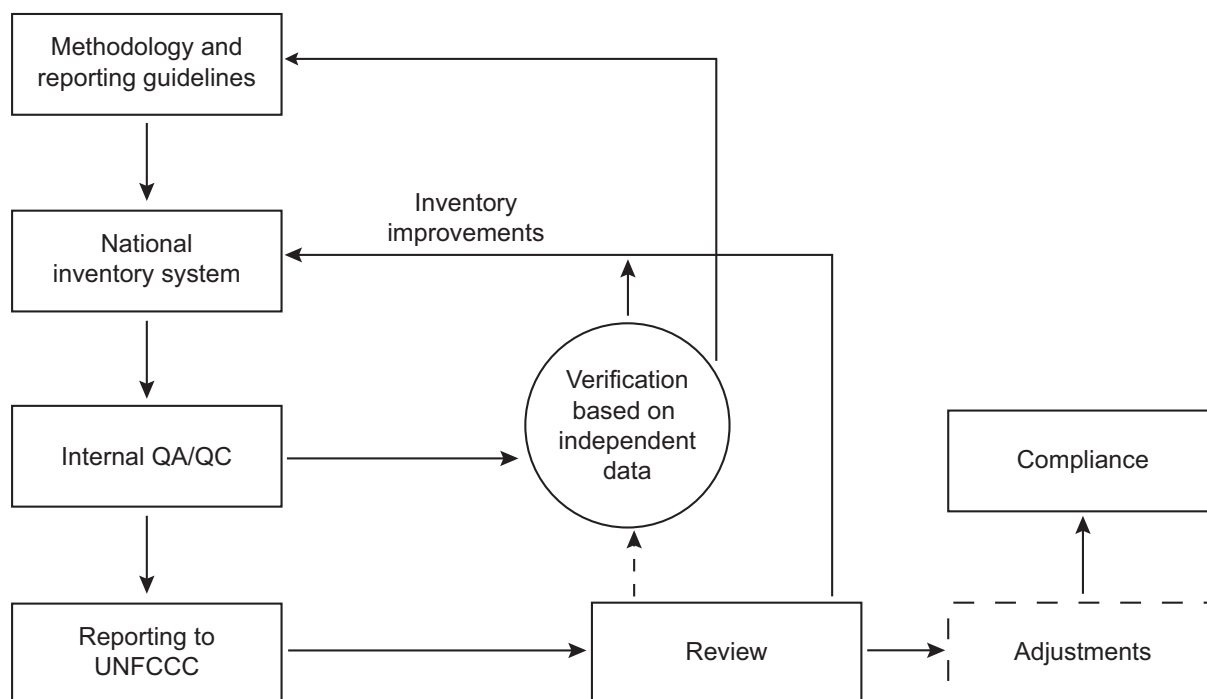 Methodology and
reporting guidelines
Inventory
improvements
National
inventory system
Verification
based on
independent
data
Internal QA/QC
Compliance
Reporting to
UNFCCC
Review
Adjustments